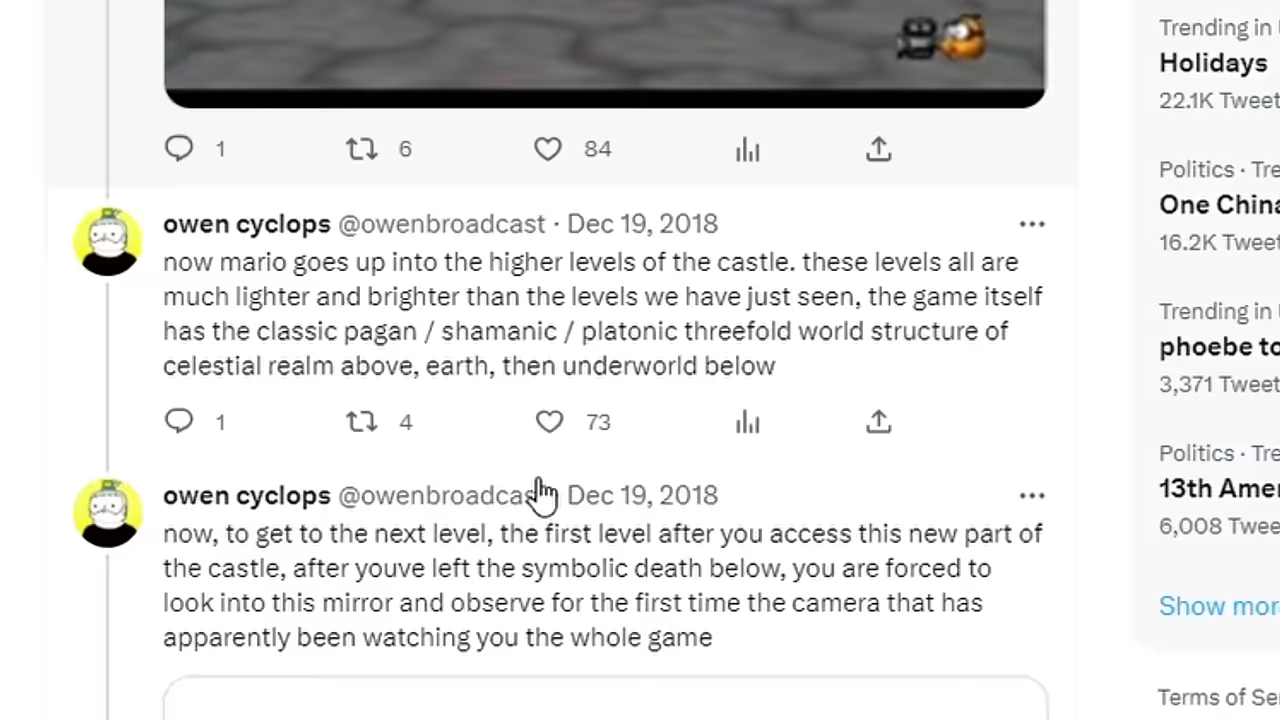 1 6 84
owen cyclops @owenbroadcast · Dec 19, 2018
now mario goes up into the higher levels of the castle. these levels all are
much lighter and brighter than the levels we have just seen, the game itself
has the classic pagan / shamanic / platonic threefold world structure of
celestial realm above, earth, then underworld below
1 4 73
owen cyclops @owenbroadcast Dec 19, 2018
now, to get to the next level, the first level after you access this new part of
the castle, after youve left the symbolic death below, you are forced to
look into this mirror and observe for the first time the camera that has
apparently been watching you the whole game
Trending in
Holidays
22.1K Tweet
Politics · Tre
One China
16.2K Tweet
Trending in
phoebe to
3,371 Tweet
Politics · Tre
13th Amer
6,008 Twee
Show mor
Terms of Se